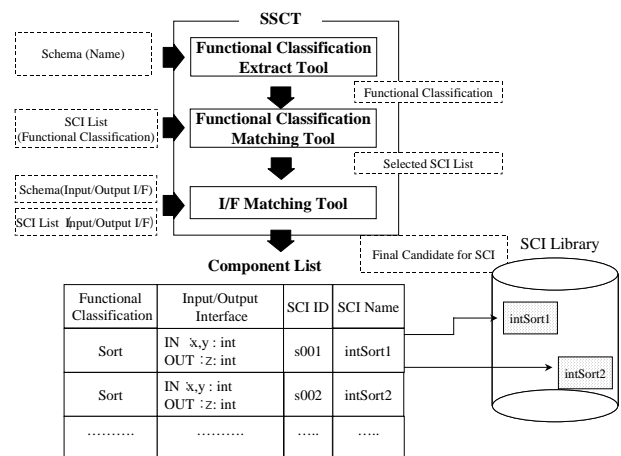 SSCT
Schema (Name)
Functional Classification
Extract Tool
Functional Classification
SCI List
(Functional Classification)
Functional Classification
Matching Tool
Selected SCI List
Schema(Input/Output I/F)
I/F Matching Tool
SCI List Input/Output I/F)
Final Candidate for SCI
SCI Library
Component List
Functional
Classification
Input/Output
Interface
SCI ID
SCI Name
Sort
IN x,y : int
OUT : z: int
s001
intSort1
Sort
IN x,y : int
OUT : z: int
s002
intSort2
……….
……….
…..
…..
intSort1
intSort2